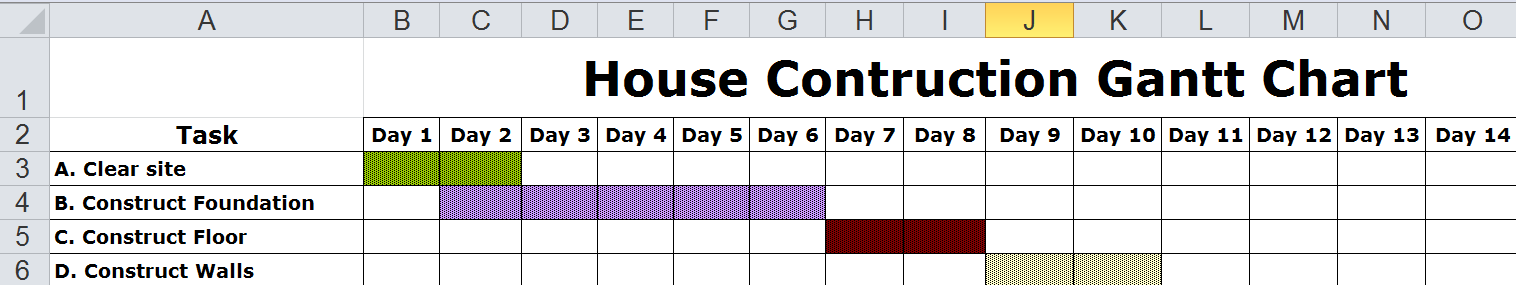 A B C D E F G H I J K L M N O
1 House Contruction Gantt Chart
2 Task Day 1 Day 2 Day 3 Day 4 Day 5 Day 6 Day 7 Day 8 Day 9 Day 10 Day 11 Day 12 Day 13 Day 14
3 A. Clear site
4 B. Construct Foundation
5 C. Construct Floor
6 D. Construct Walls